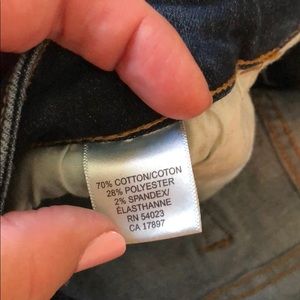 70% COTTON/COTON
28% POLYESTER
2% SPANDEX/
ÉLASTHANNE
RN 54023
CA 17897